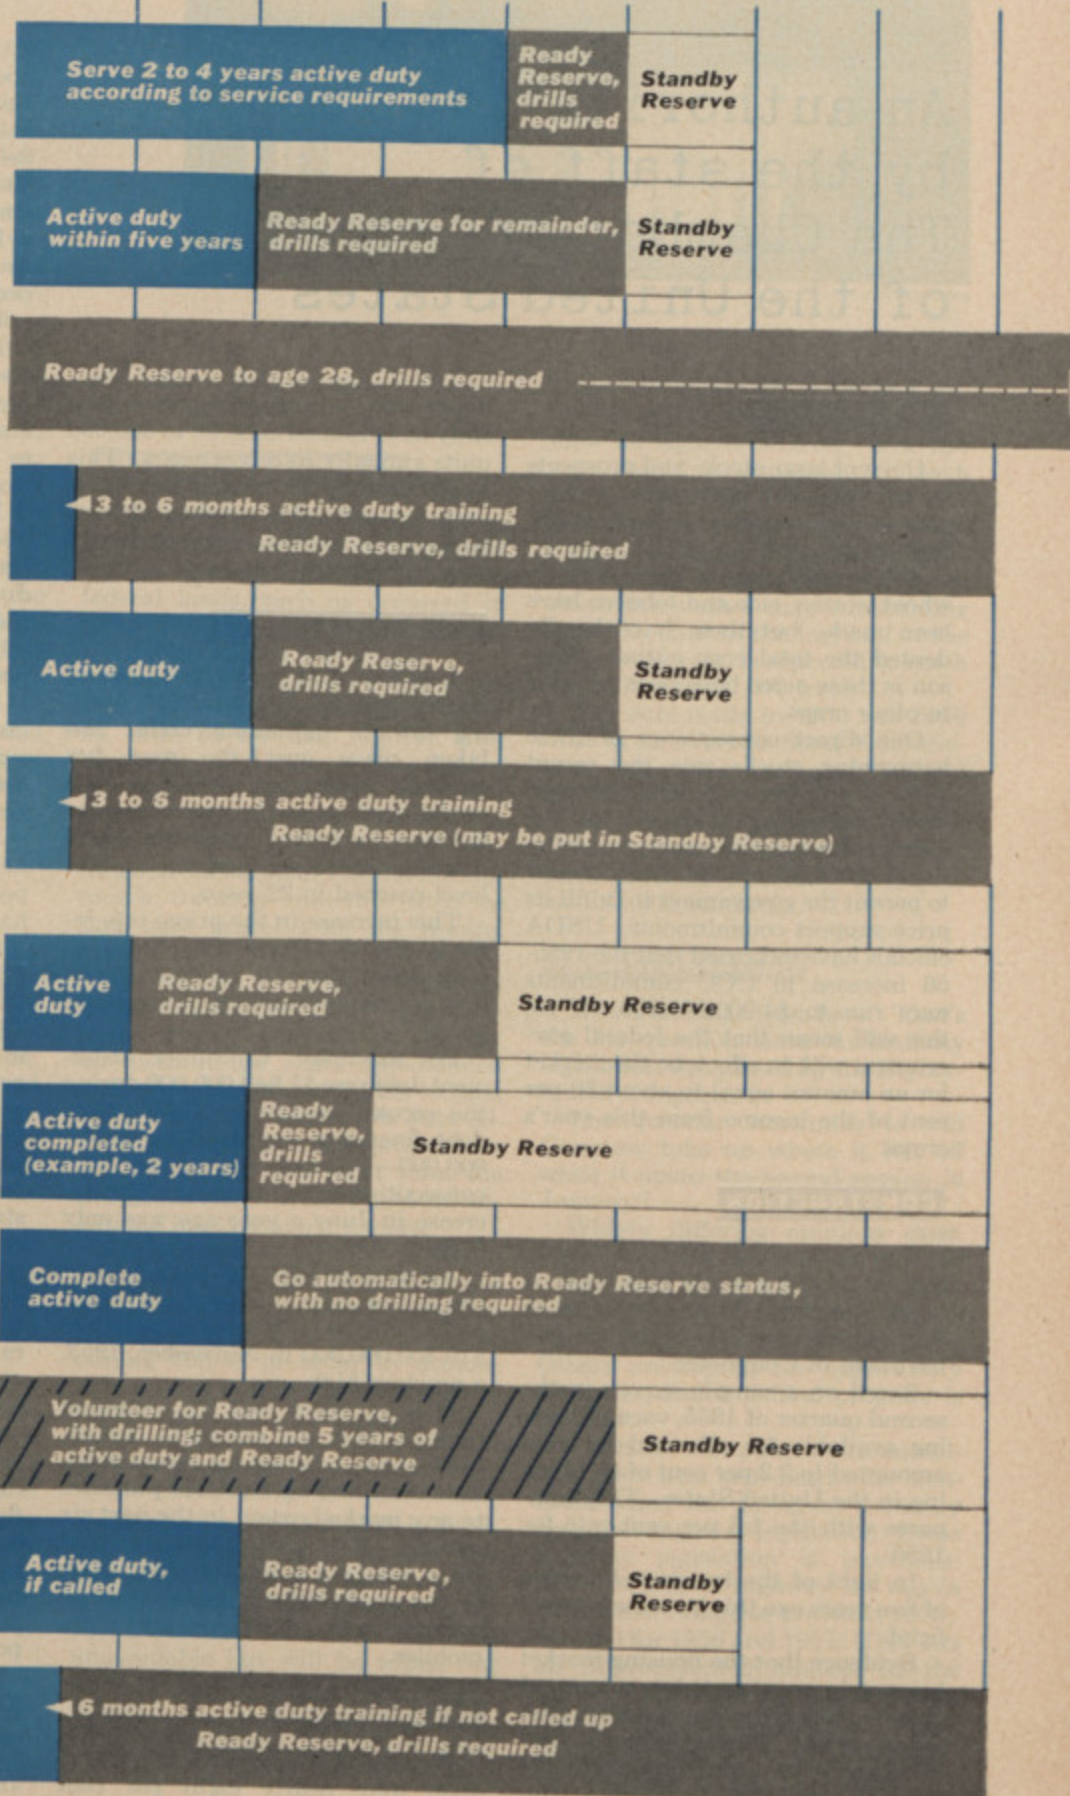 Serve 2 to 4 years active duty
according to service requirements
Ready
Reserve,
drills
required
Standby
Reserve
Active duty
within five years
Ready Reserve for remainder,
drills required
Standby
Reserve
Ready Reserve to age 28, drills required
3 to 6 months active duty training
Ready Reserve, drills required
Active duty
Ready Reserve,
drills required
Standby
Reserve
3 to 6 months active duty training
Ready Reserve (may be put in Standby Reserve)
Active
duty
Ready Reserve,
drills required
Standby Reserve
Active duty
completed
(example, 2 years)
Ready
Reserve,
drills
required
Standby Reserve
Complete
active duty
Go automatically into Ready Reserve status,
with no drilling required
Volunteer for Ready Reserve,
with drilling; combine 5 years of
active duty and Ready Reserve
Standby Reserve
Active duty,
if called
Ready Reserve,
drills required
Standby
Reserve
6 months active duty training if not called up
Ready Reserve, drills required